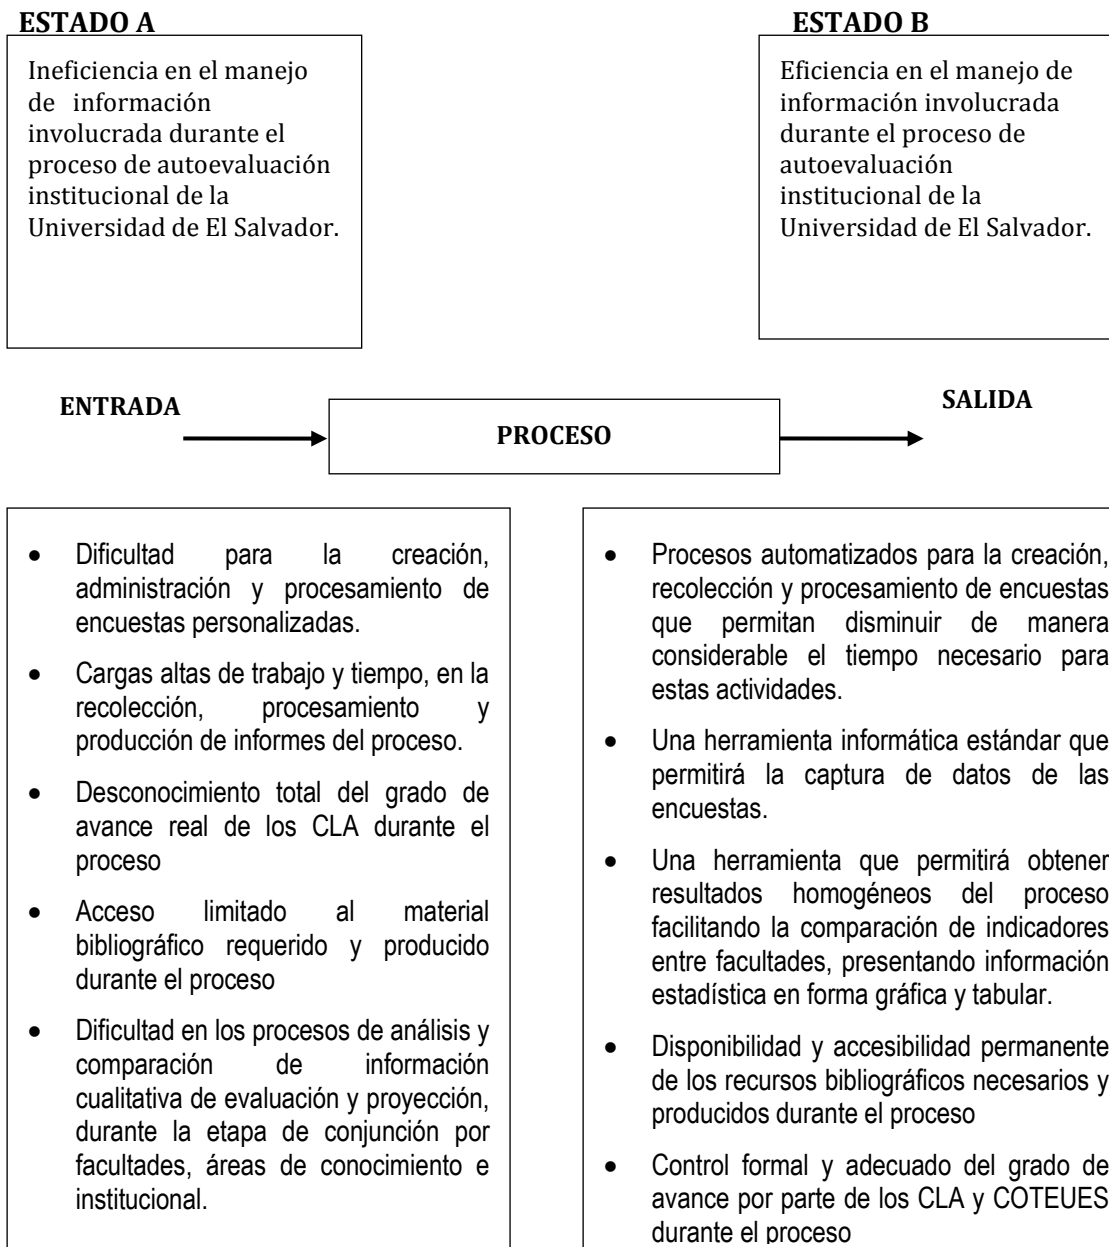 ESTADO A
Ineficiencia en el manejo
de información
involucrada durante el
proceso de autoevaluación
institucional de la
Universidad de El Salvador.
ESTADO B
Eficiencia en el manejo de
información involucrada
durante el proceso de
autoevaluación
institucional de la
Universidad de El Salvador.
ENTRADA
PROCESO
SALIDA
• Dificultad para la creación,
administración y procesamiento de
encuestas personalizadas.
• Cargas altas de trabajo y tiempo, en la
recolección, procesamiento y
producción de informes del proceso.
• Desconocimiento total del grado de
avance real de los CLA durante el
proceso
• Acceso limitado al material
bibliográfico requerido y producido
durante el proceso
• Dificultad en los procesos de análisis y
comparación de información
cualitativa de evaluación y proyección,
durante la etapa de conjunción por
facultades, áreas de conocimiento e
institucional.
• Procesos automatizados para la creación,
recolección y procesamiento de encuestas
que permitan disminuir de manera
considerable el tiempo necesario para
estas actividades.
• Una herramienta informática estándar que
permitirá la captura de datos de las
encuestas.
• Una herramienta que permitirá obtener
resultados homogéneos del proceso
facilitando la comparación de indicadores
entre facultades, presentando información
estadística en forma gráfica y tabular.
• Disponibilidad y accesibilidad permanente
de los recursos bibliográficos necesarios y
producidos durante el proceso
• Control formal y adecuado del grado de
avance por parte de los CLA y COTEUES
durante el proceso